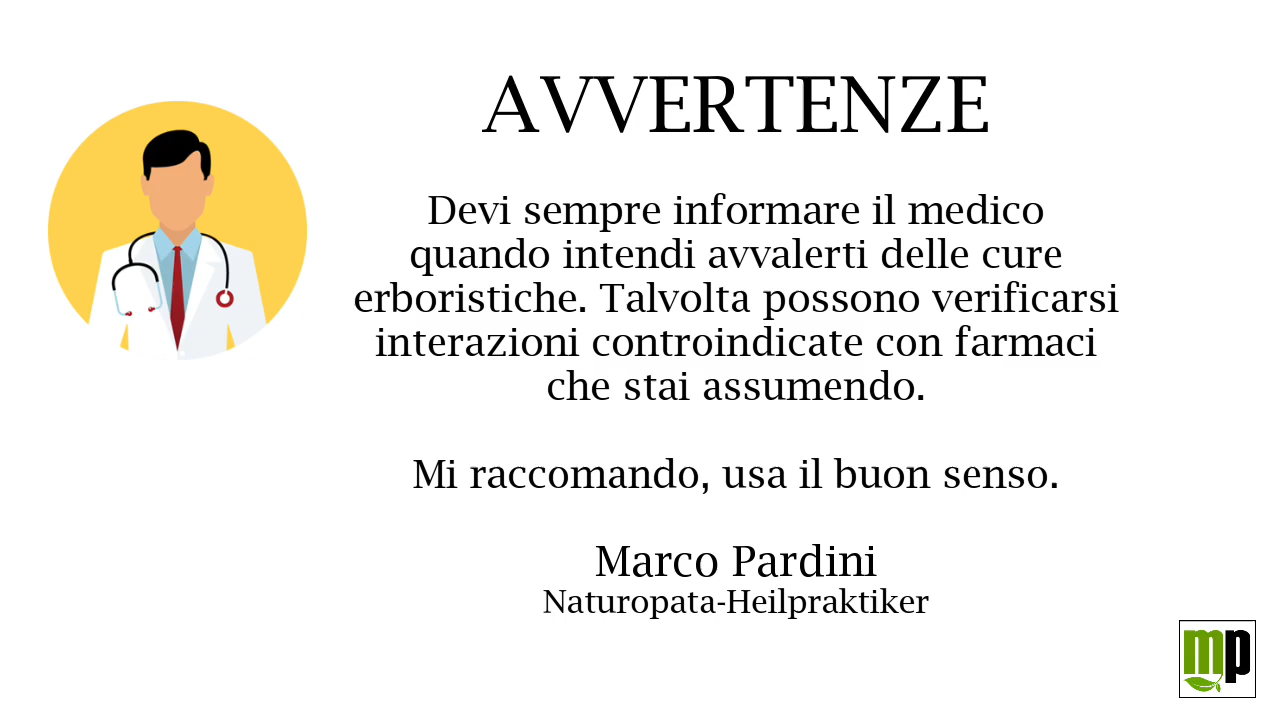 AVVERTENZE
Devi sempre informare il medico
quando intendi avvalerti delle cure
erboristiche. Talvolta possono verificarsi
interazioni controindicate con farmaci
che stai assumendo.
Mi raccomando, usa il buon senso.
Marco Pardini
Naturopata-Heilpraktiker
mp